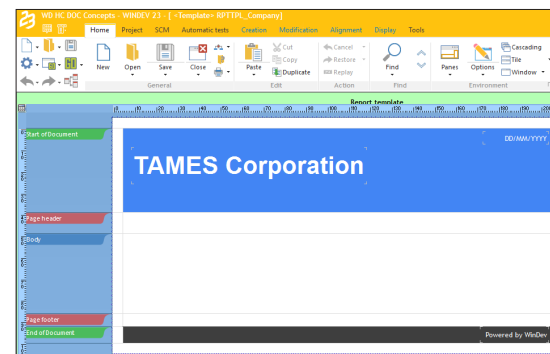 23 WD HC DOC Concepts - WINDEV 23 - [ <Template> RPTTPL_Company]
Home Project SCM Automatic tests Creation Modification Alignment Display Tools
New Open Save Close Paste Cut Copy Duplicate Cancel Restore Replay Find Panes Options Cascading Tile Window
General Edit Action Find Environment
Report template
Start of Document
DD/MM/YYYY
TAMES Corporation
Page header
Body
Page footer
End of Document
Powered by WinDev